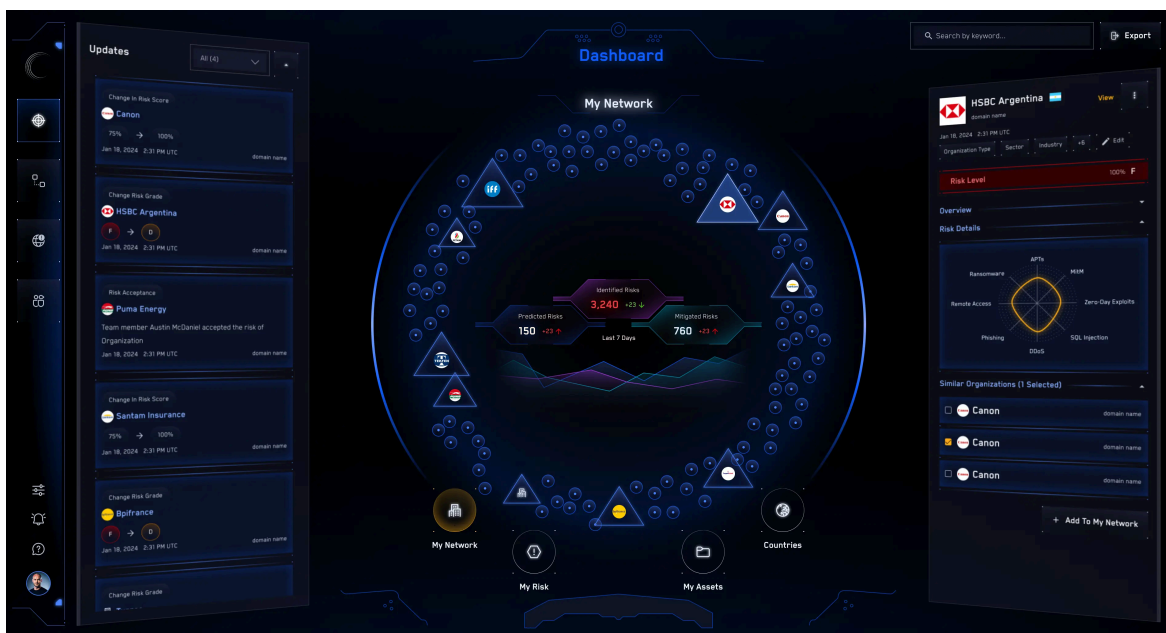 Updates
All (4)
Change In Risk Score
Canon
75% → 100%
Jan 18, 2024 2:31 PM UTC
domain name
Change Risk Grade
HSBC Argentina
F → D
Jan 18, 2024 2:31 PM UTC
domain name
Risk Acceptance
Puma Energy
Team member Austin McDaniel accepted the risk of
Organization
Jan 18, 2024 2:31 PM UTC
domain name
Change In Risk Score
Santam Insurance
75% → 100%
Jan 18, 2024 2:31 PM UTC
domain name
Change Risk Grade
Bpifrance
F → D
Jan 18, 2024 2:31 PM UTC
domain name
Change Risk Grade
Dashboard
My Network
iff
Canon
Identified Risks
3,240 +23 ↓
Predicted Risks
150 +23 ↑
Mitigated Risks
760 +23 ↑
Last 7 Days
My Network
My Risk
My Assets
Countries
Search by keyword...
Export
HSBC Argentina
View
domain name
Jan 18, 2024 2:31 PM UTC
Organization Type
Sector
Industry
+6
Edit
Risk Level
100% F
Overview
Risk Details
APTs
MitM
Zero-Day Exploits
SQL Injection
DDoS
Phishing
Remote Access
Ransomware
Similar Organizations (1 Selected)
Canon
domain name
Canon
domain name
Canon
domain name
+ Add To My Network